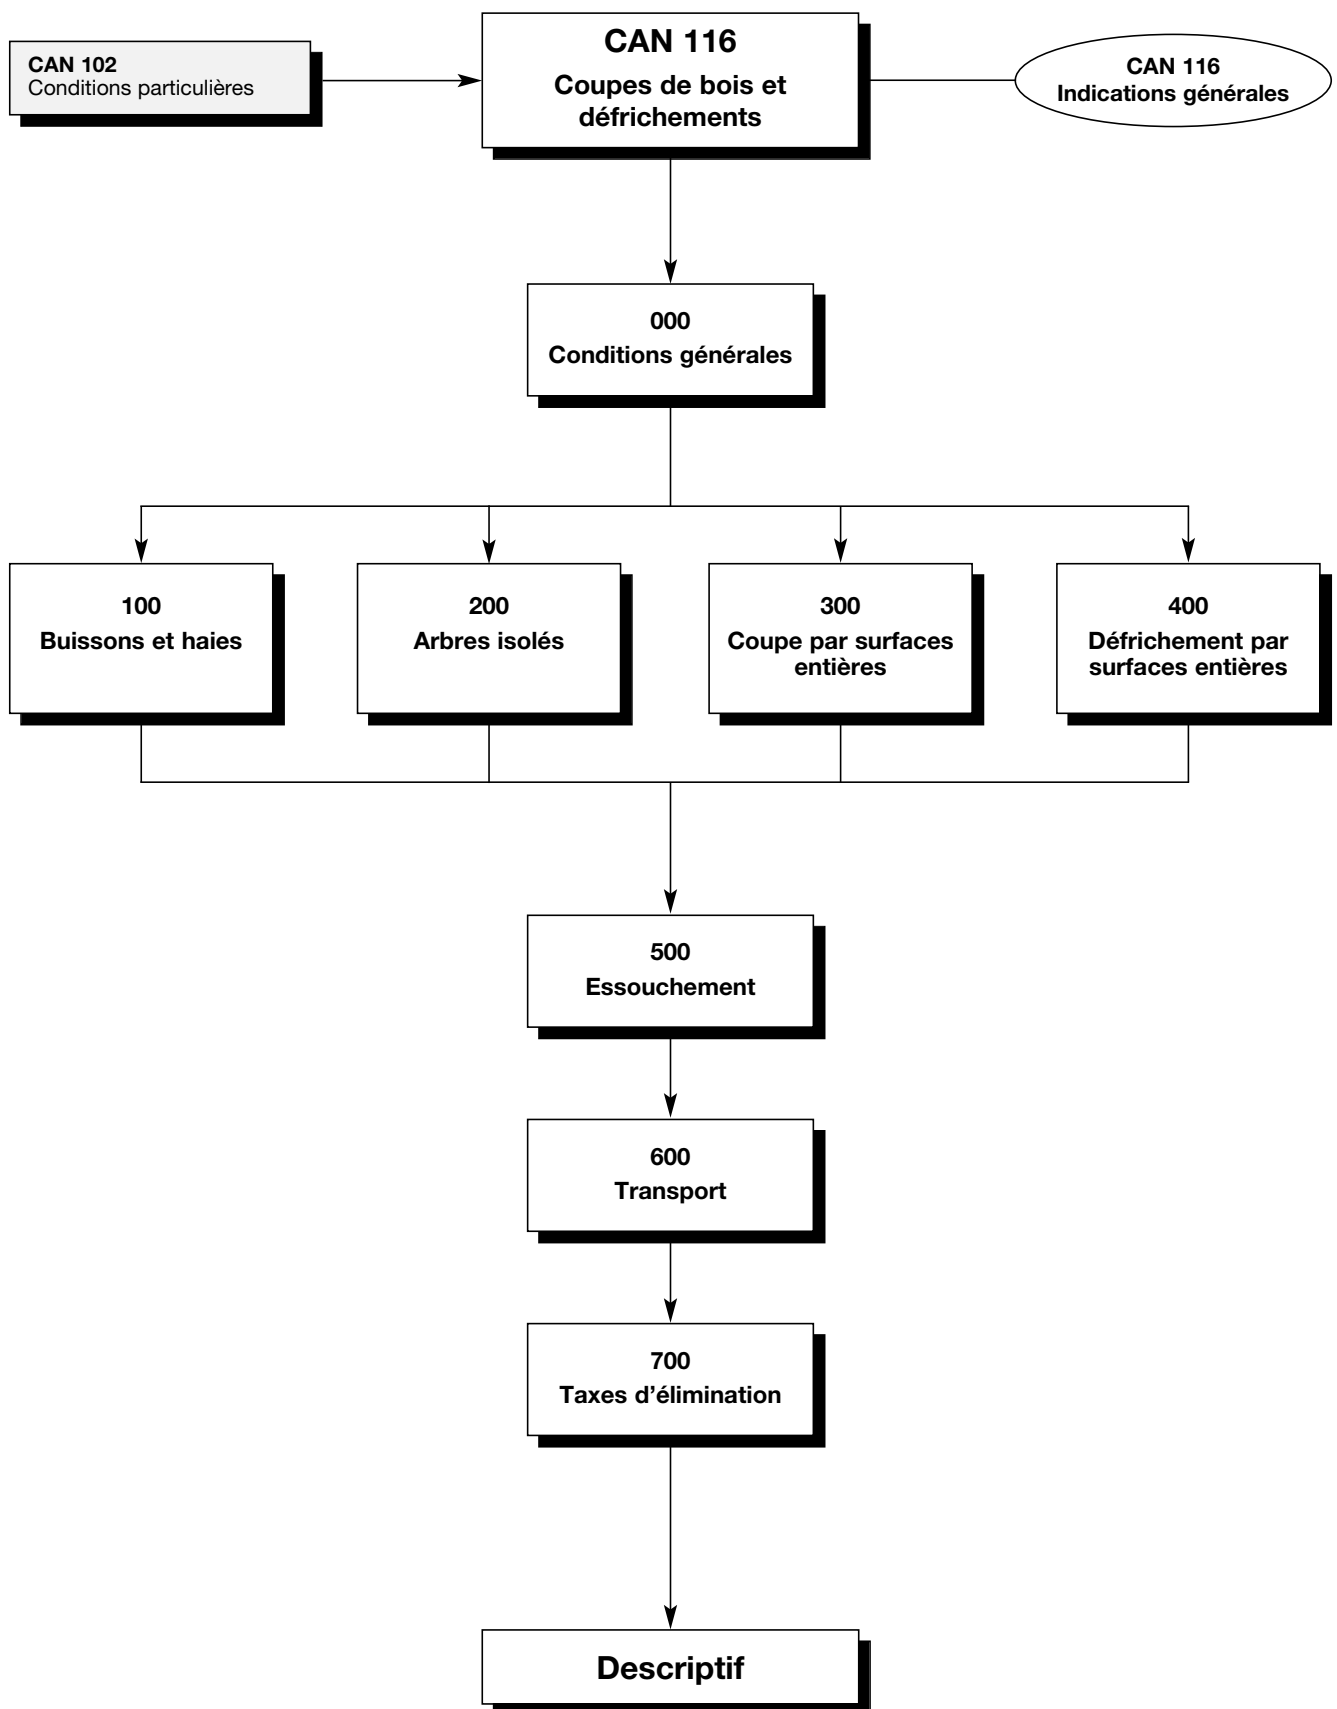 CAN 102
Conditions particulières
CAN 116
Coupes de bois et
défrichements
CAN 116
Indications générales
000
Conditions générales
100
Buissons et haies
200
Arbres isolés
300
Coupe par surfaces
entières
400
Défrichement par
surfaces entières
500
Essouchement
600
Transport
700
Taxes d’élimination
Descriptif